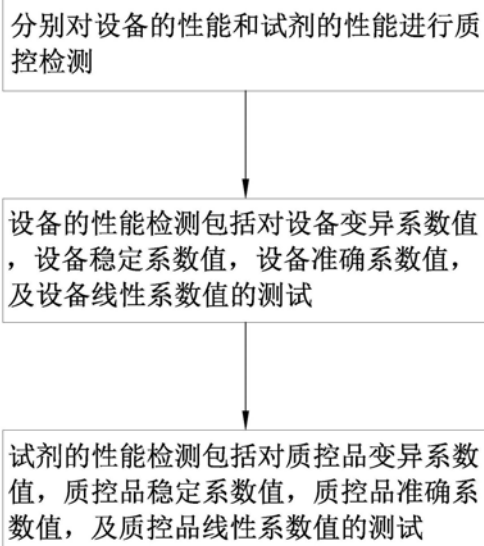 分别对设备的性能和试剂的性能进行质
控检测
设备的性能检测包括对设备变异系数值
，设备稳定系数值，设备准确系数值，
及设备线性系数值的测试
试剂的性能检测包括对质控品变异系数
值，质控品稳定系数值，质控品准确系
数值，及质控品线性系数值的测试